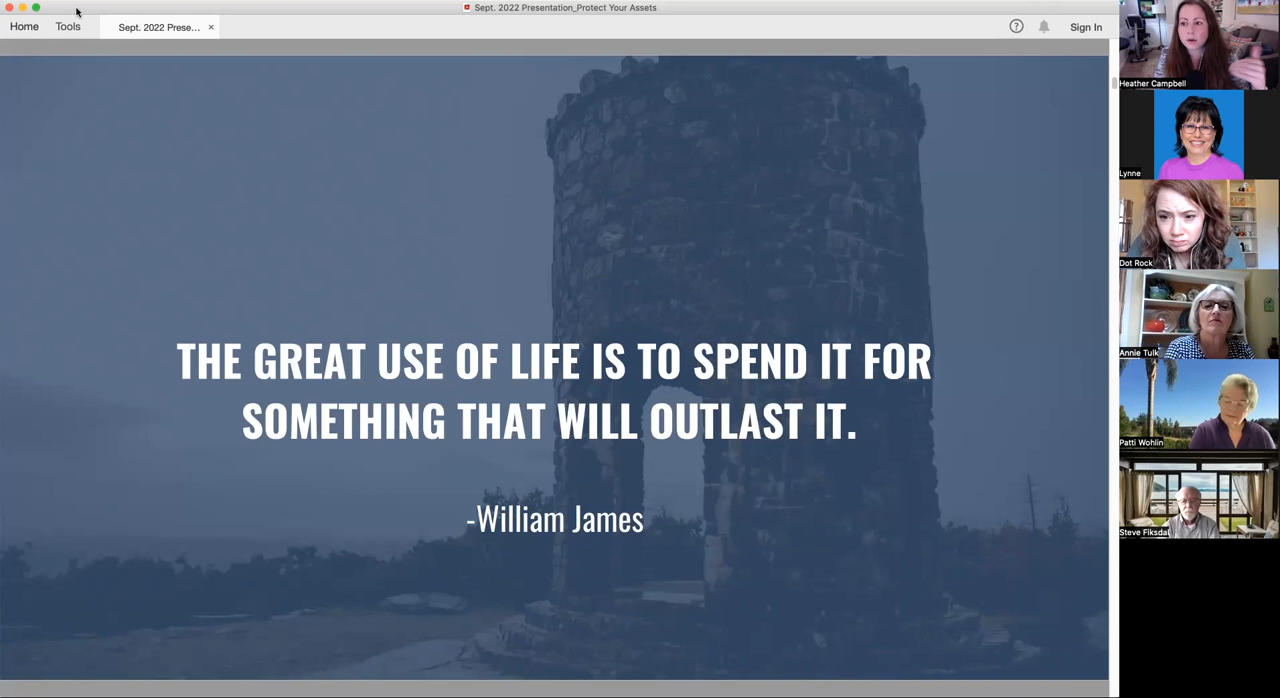 Sept. 2022 Presentation_Protect Your Assets
Home
Tools
Sept. 2022 Prese...
×
?
Sign In
THE GREAT USE OF LIFE IS TO SPEND IT FOR
SOMETHING THAT WILL OUTLAST IT.
-William James
Heather Campbell
Lynne
Dot Rock
Annie Tulk
Patti Wohlin
Steve Fiksdal